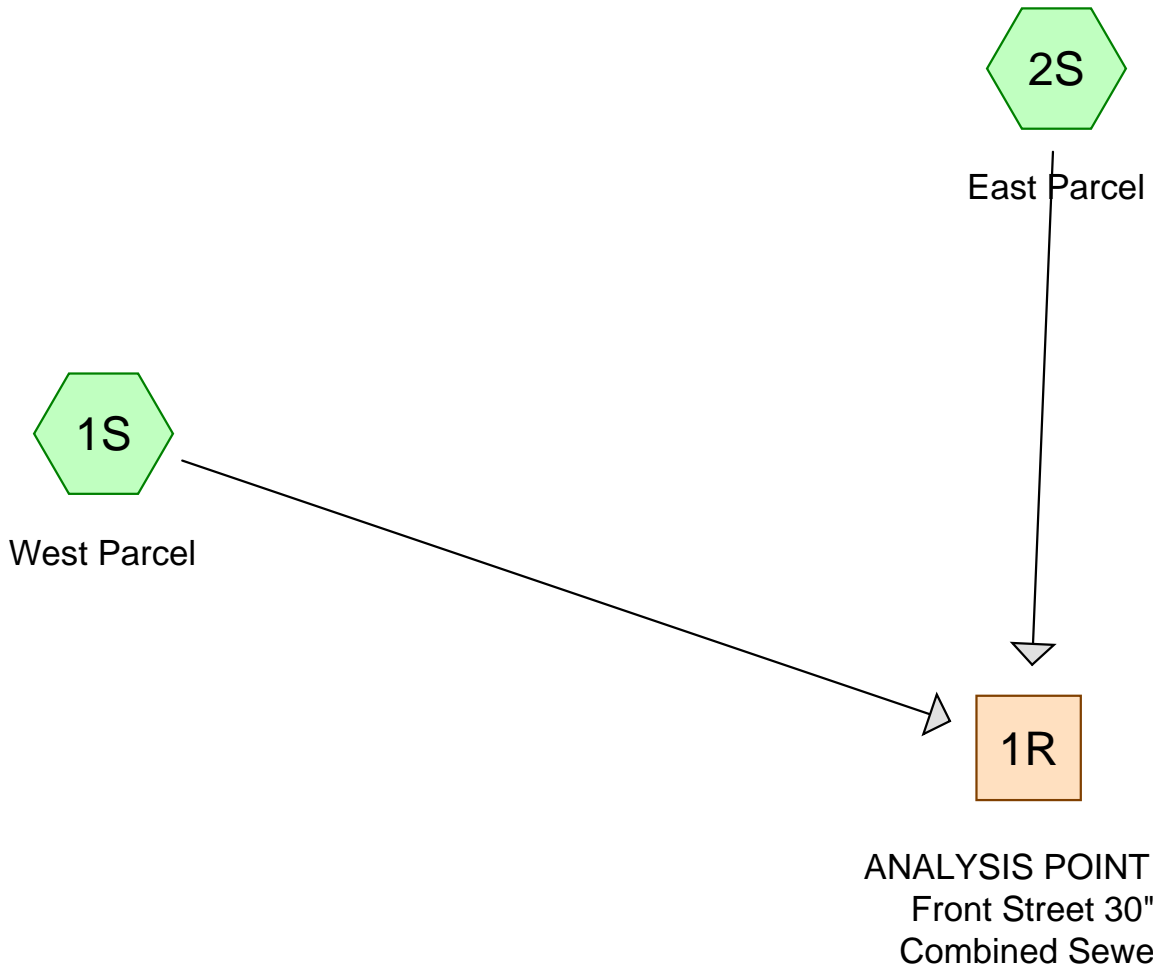 2S
East Parcel
1S
West Parcel
1R
ANALYSIS POINT
Front Street 30"
Combined Sewe